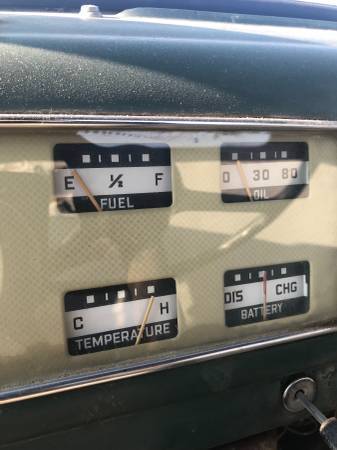 E ½ F
FUEL
0 30 80
OIL
C H
TEMPERATURE
DIS CHG
BATTERY